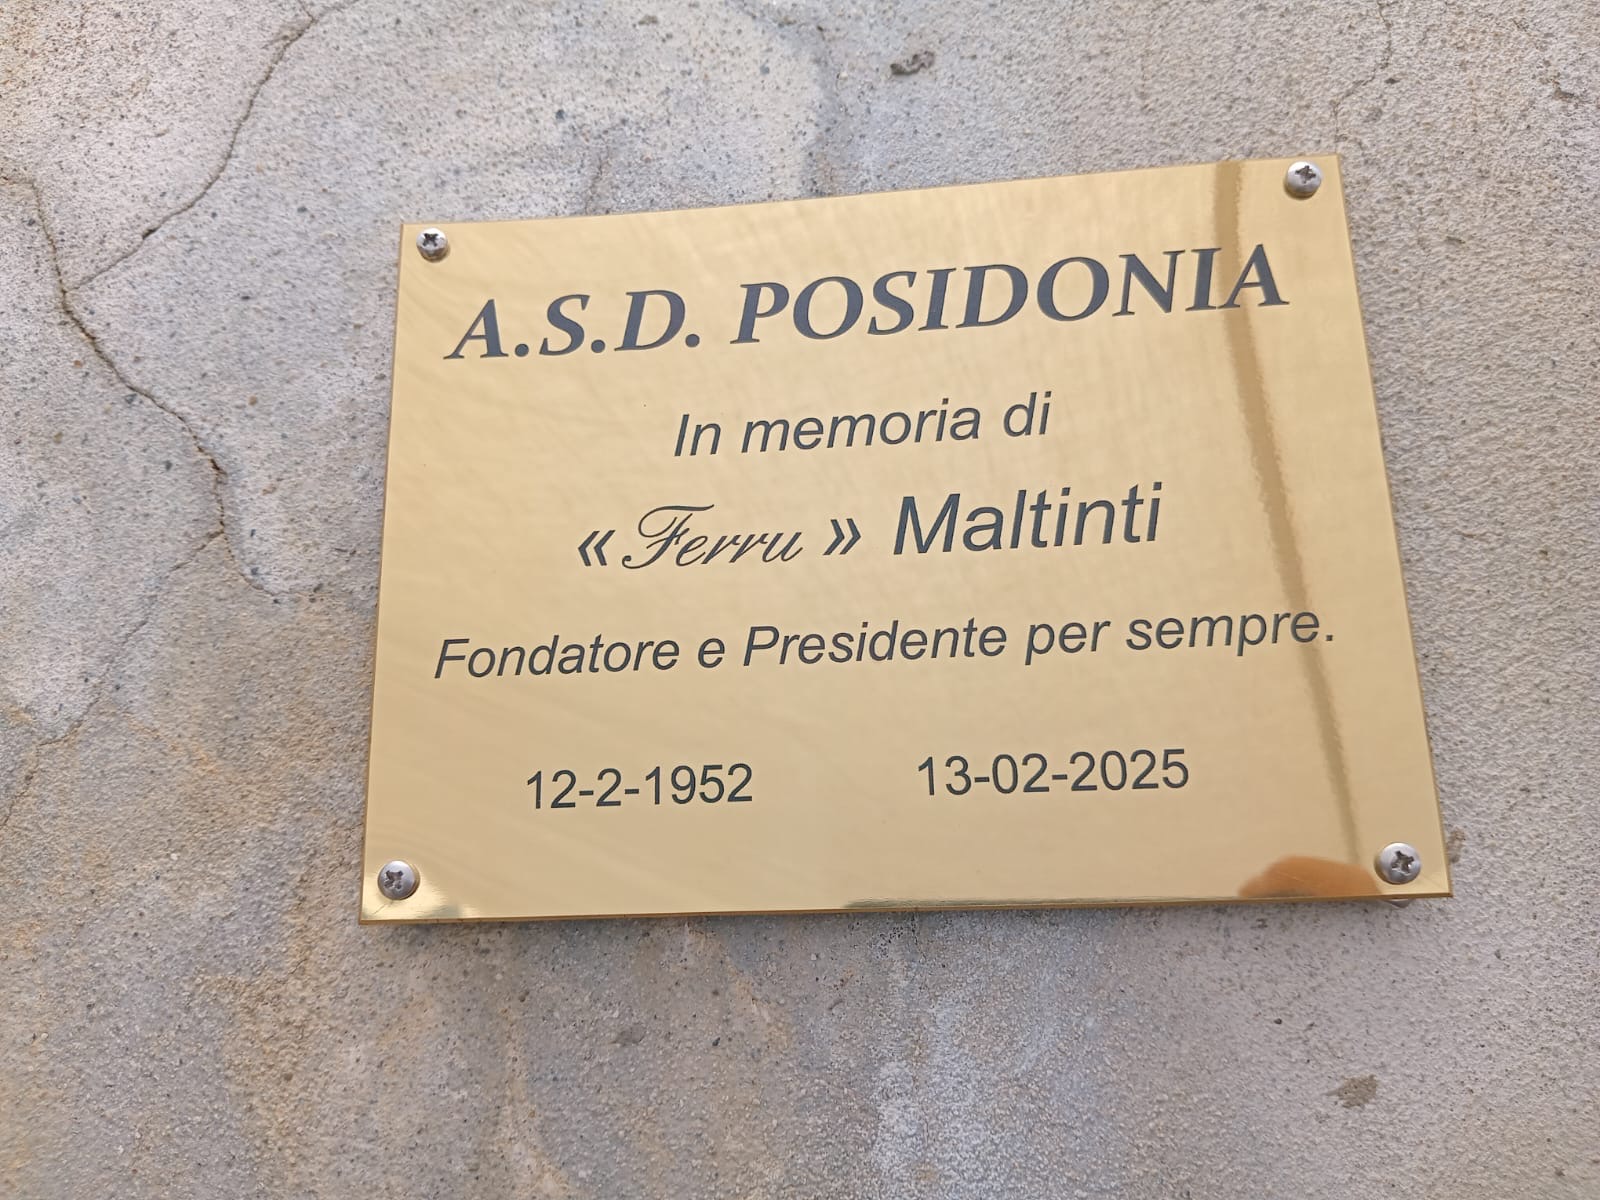 A.S.D. POSIDONIA
In memoria di
«Ferru» Maltinti
Fondatore e Presidente per sempre.
12-2-1952 13-02-2025